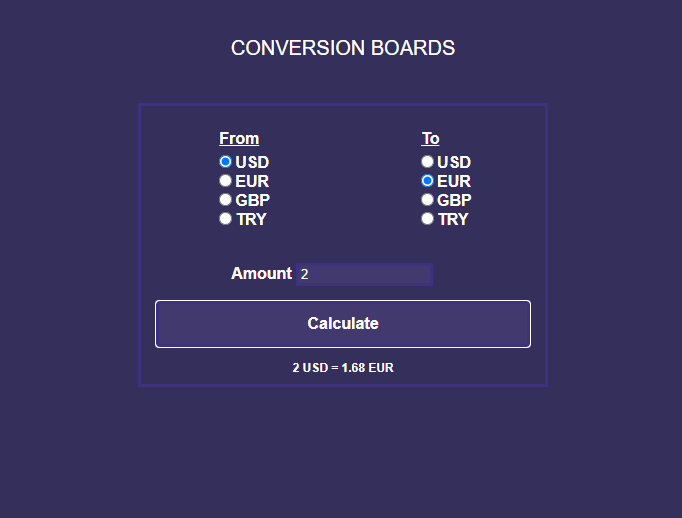 CONVERSION BOARDS
From
USD
EUR
GBP
TRY
To
USD
EUR
GBP
TRY
Amount 2
Calculate
2 USD = 1.68 EUR